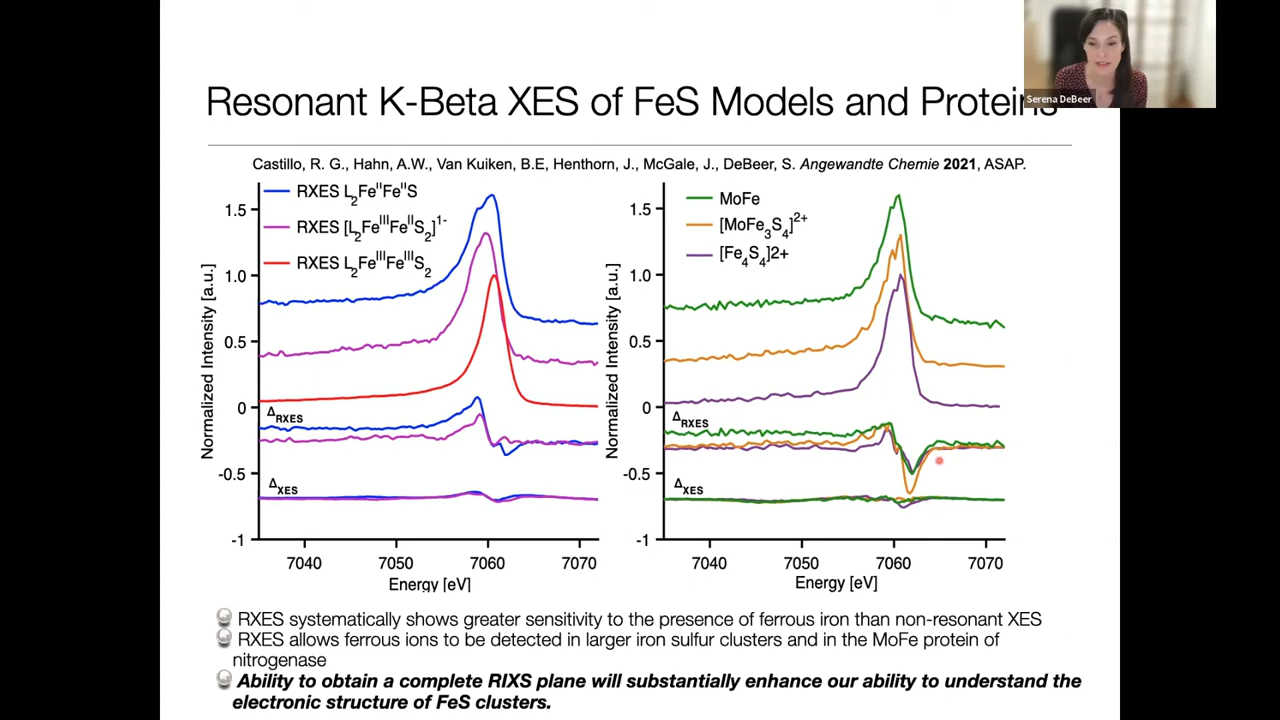 Serena DeBeer
Resonant K-Beta XES of FeS Models and Proteins
Castillo, R. G., Hahn, A.W., Van Kuiken, B.E, Henthorn, J., McGale, J., DeBeer, S. Angewandte Chemie 2021, ASAP.
Normalized Intensity [a.u.]
1.5
1.0
0.5
0
-0.5
-1
RXES L₂FeᴵᴵFeᴵᴵS
RXES [L₂FeᴵᴵᴵFeᴵᴵS₂]¹⁻
RXES L₂FeᴵᴵᴵFeᴵᴵᴵS₂
Δ_RXES
Δ_XES
7040 7050 7060 7070
Energy [eV]
Normalized Intensity [a.u.]
1.5
1.0
0.5
0
-0.5
-1
MoFe
[MoFe₃S₄]²⁺
[Fe₄S₄]2+
Δ_RXES
Δ_XES
7040 7050 7060 7070
Energy [eV]
RXES systematically shows greater sensitivity to the presence of ferrous iron than non-resonant XES
RXES allows ferrous ions to be detected in larger iron sulfur clusters and in the MoFe protein of
nitrogenase
Ability to obtain a complete RIXS plane will substantially enhance our ability to understand the
electronic structure of FeS clusters.